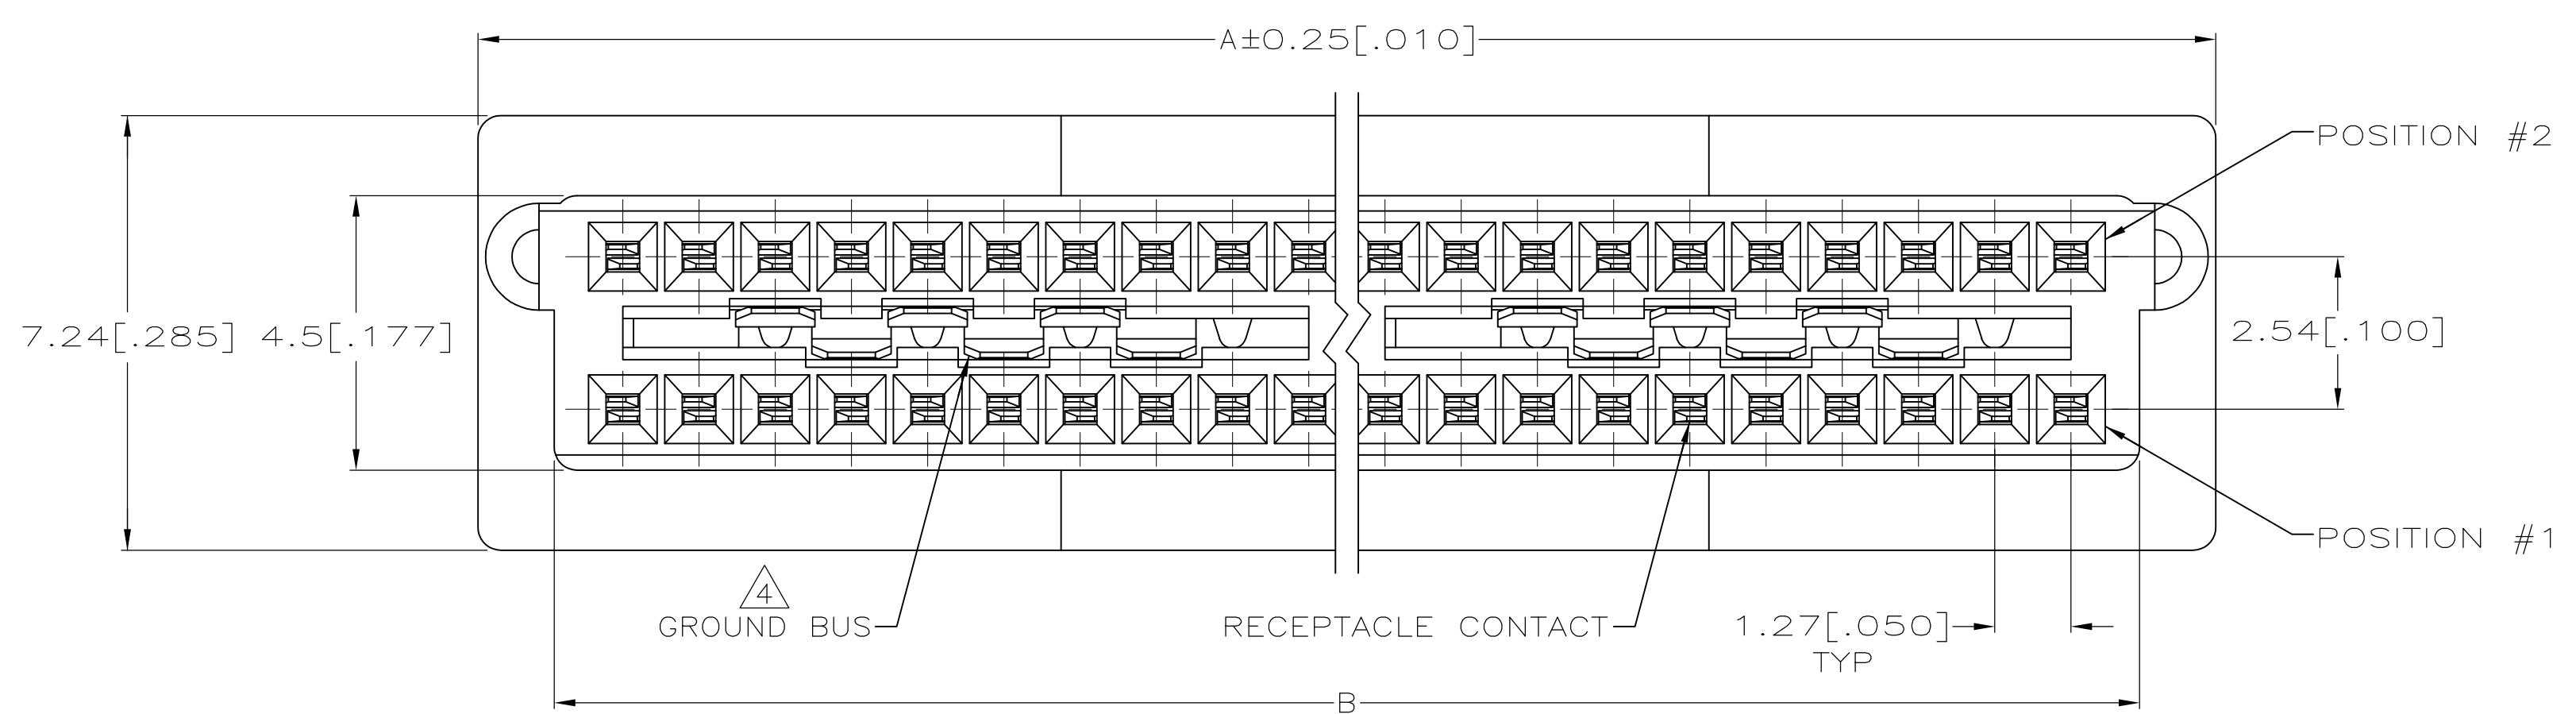 A±0.25[.010]
POSITION #2
7.24[.285]
4.5[.177]
2.54[.100]
POSITION #1
4
GROUND BUS
RECEPTACLE CONTACT
1.27[.050]
TYP
B